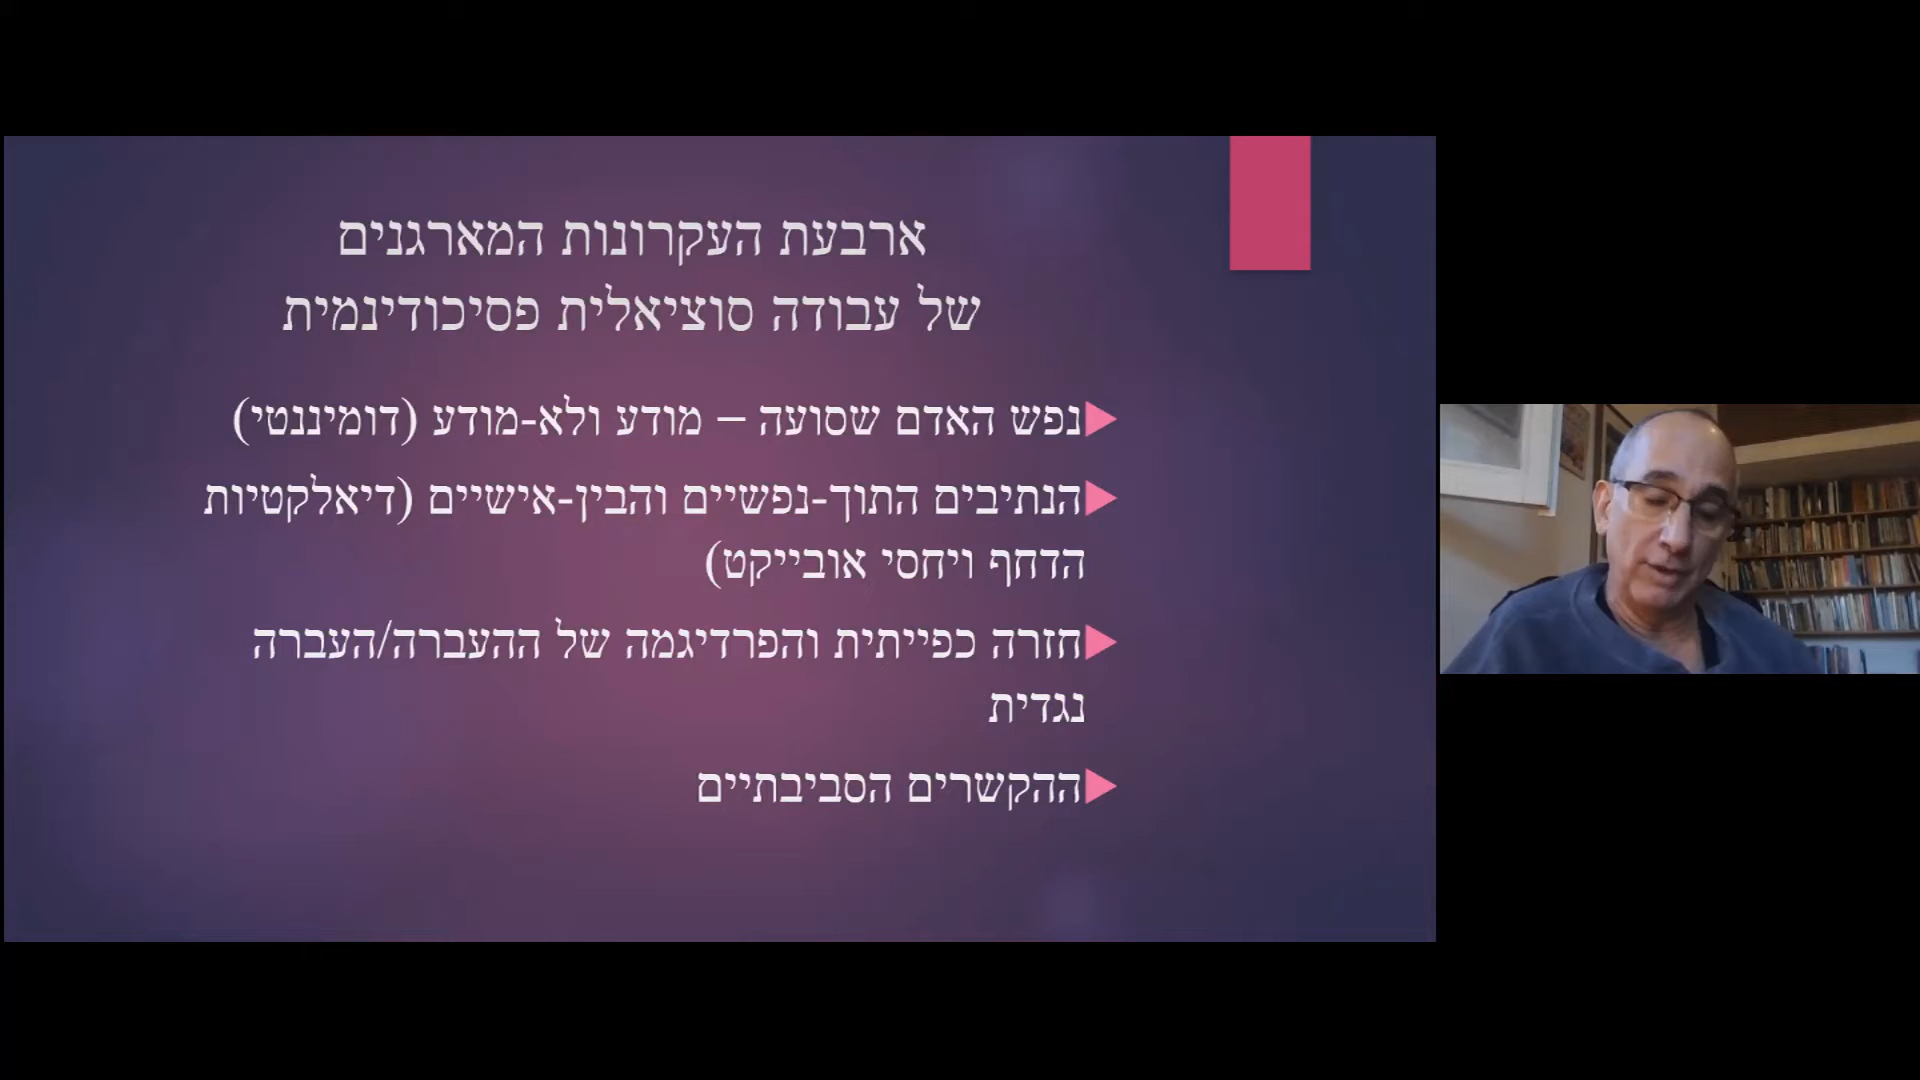 ארבעת העקרונות המארגנים
של עבודה סוציאלית פסיכודינמית
נפש האדם שסועה – מודע ולא-מודע (דומיננטי)
הנתיבים התוך-נפשיים והבין-אישיים (דיאלקטיות
הדחף ויחסי אובייקט)
חזרה כפייתית והפרדיגמה של ההעברה/העברה
נגדית
ההקשרים הסביבתיים